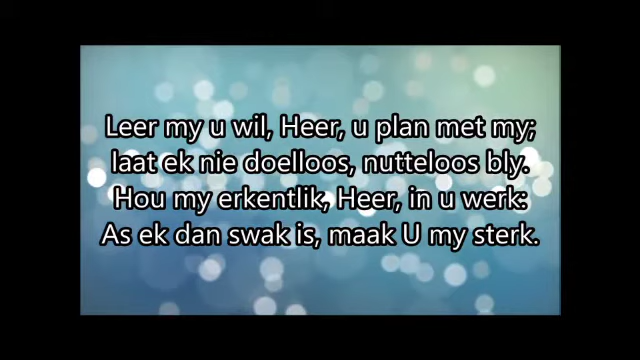 Leer my u wil, Heer, u plan met my;
laat ek nie doelloos, nutteloos bly.
Hou my erkentlik, Heer, in u werk:
As ek dan swak is, maak U my sterk.